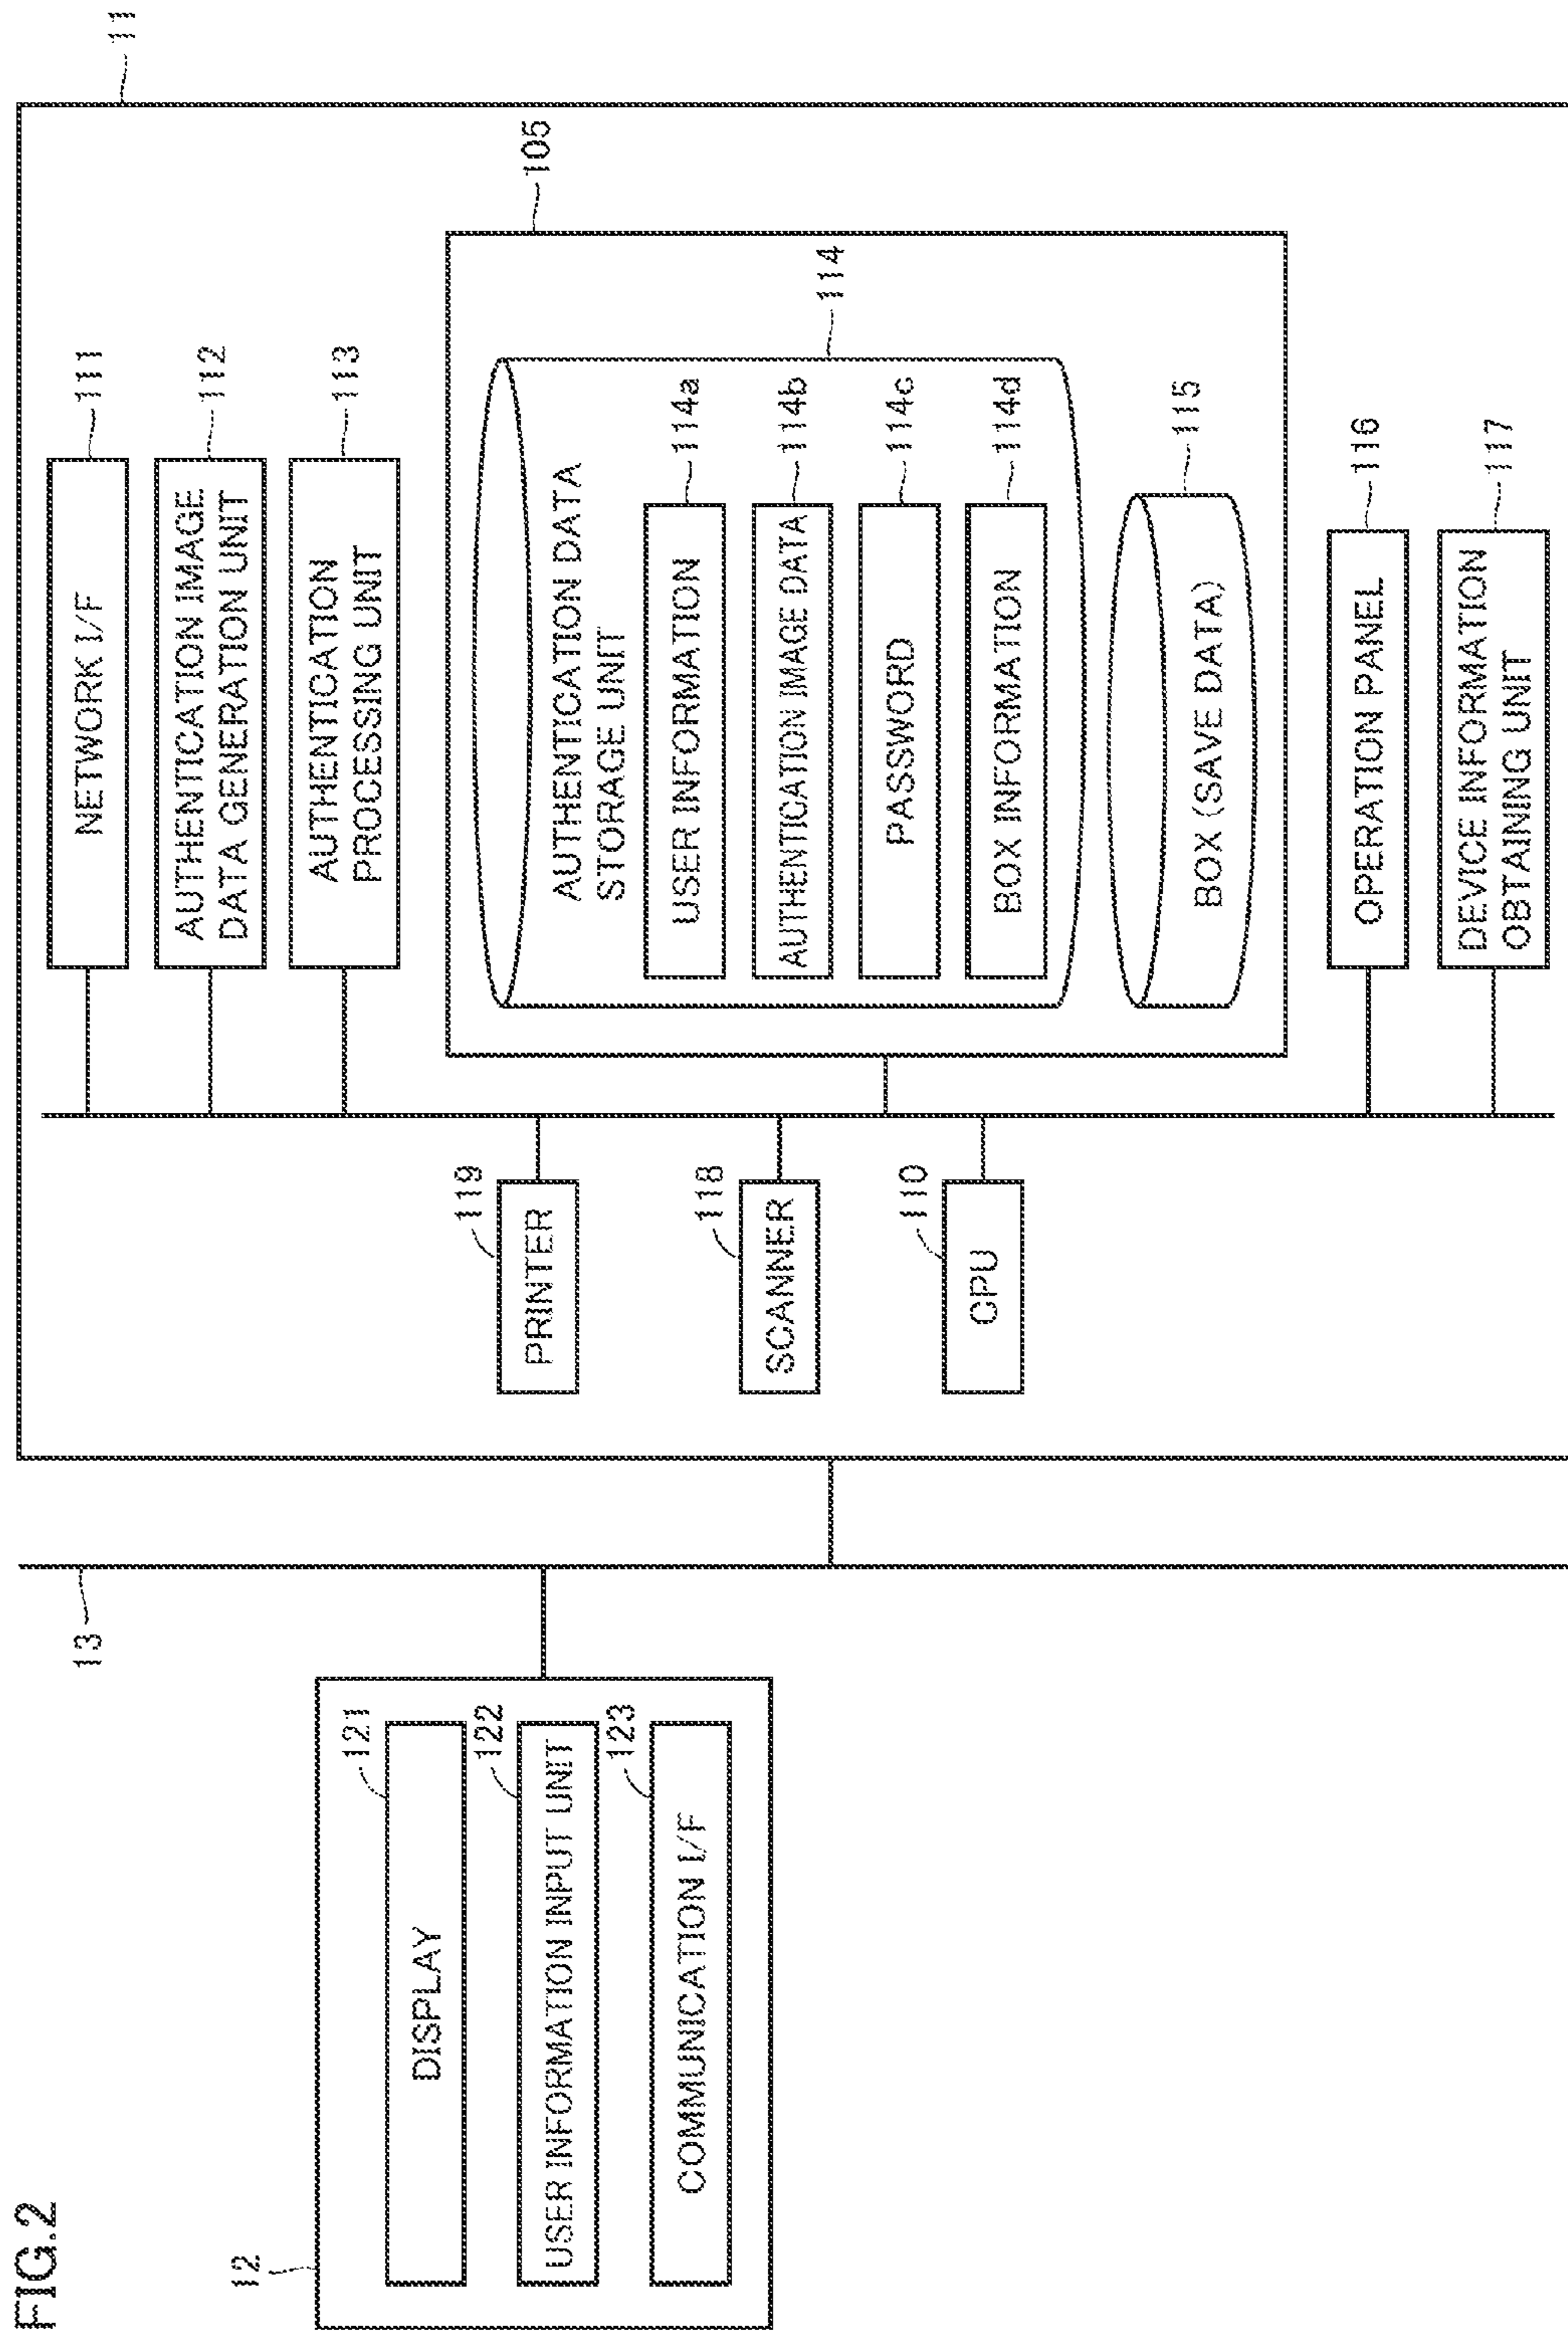 FIG.2
12
DISPLAY
121
USER INFORMATION INPUT UNIT
122
COMMUNICATION I/F
123
13
11
PRINTER
119
SCANNER
118
CPU
110
NETWORK I/F
111
AUTHENTICATION IMAGE
DATA GENERATION UNIT
112
AUTHENTICATION
PROCESSING UNIT
113
105
AUTHENTICATION DATA
STORAGE UNIT
114
USER INFORMATION
114a
AUTHENTICATION IMAGE DATA
114b
PASSWORD
114c
BOX INFORMATION
114d
BOX (SAVE DATA)
115
OPERATION PANEL
116
DEVICE INFORMATION
OBTAINING UNIT
117